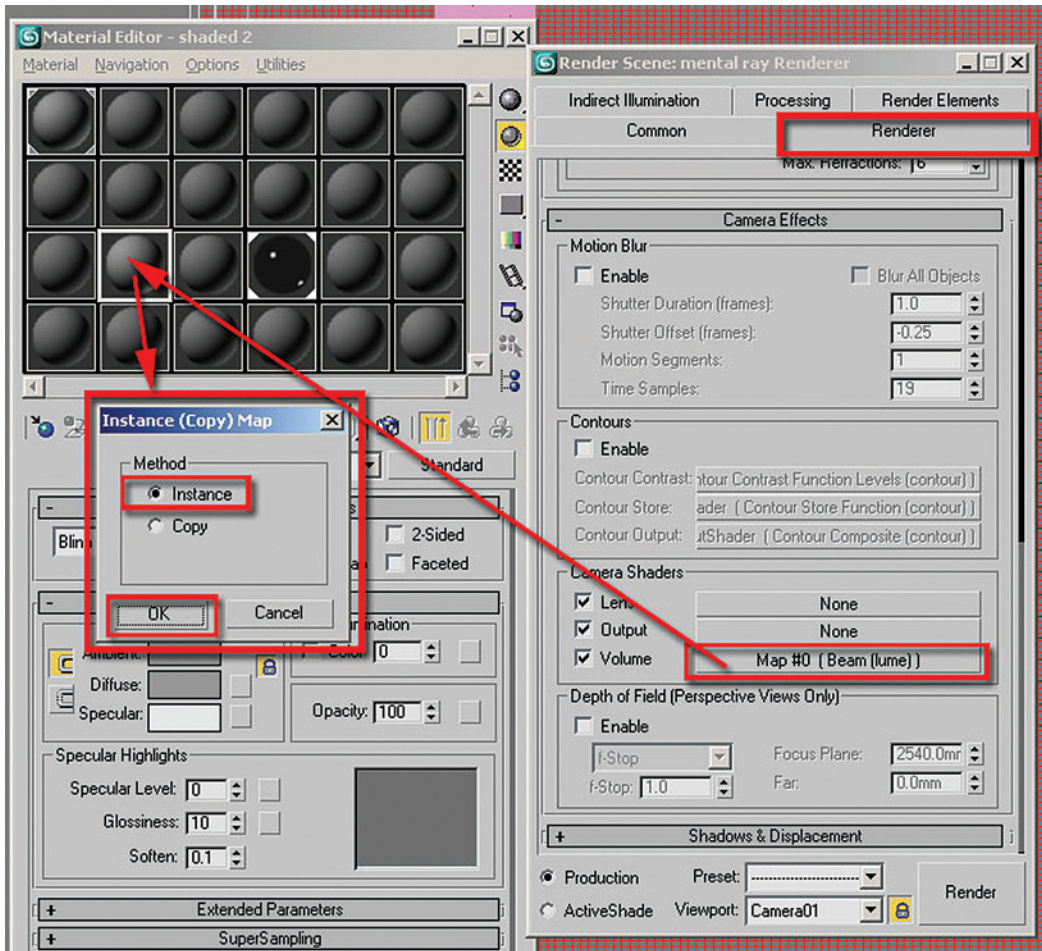 Material Editor - shaded 2
Material Navigation Options Utilities
Instance (Copy) Map
Method
Instance
Copy
OK
Cancel
Standard
2-Sided
Faceted
Ambient:
Diffuse:
Specular:
Color 0
Opacity: 100
Specular Highlights
Specular Level: 0
Glossiness: 10
Soften: 0.1
+ Extended Parameters
+ SuperSampling
Render Scene: mental ray Renderer
Indirect Illumination Processing Render Elements
Common Renderer
Max. Refractions: 6
- Camera Effects
Motion Blur
Enable Blur All Objects
Shutter Duration (frames): 1.0
Shutter Offset (frames): -0.25
Motion Segments: 1
Time Samples: 19
Contours
Enable
Contour Contrast: ntour Contrast Function Levels (contour) )
Contour Store: ader ( Contour Store Function (contour) )
Contour Output: utShader ( Contour Composite (contour) )
Camera Shaders
Lens None
Output None
Volume Map #0 ( Beam (lume) )
Depth of Field (Perspective Views Only)
Enable
f-Stop Focus Plane: 2540.0mr
f-Stop: 1.0 Far: 0.0mm
+ Shadows & Displacement
Production Preset: -----------------------
ActiveShade Viewport: Camera01
Render